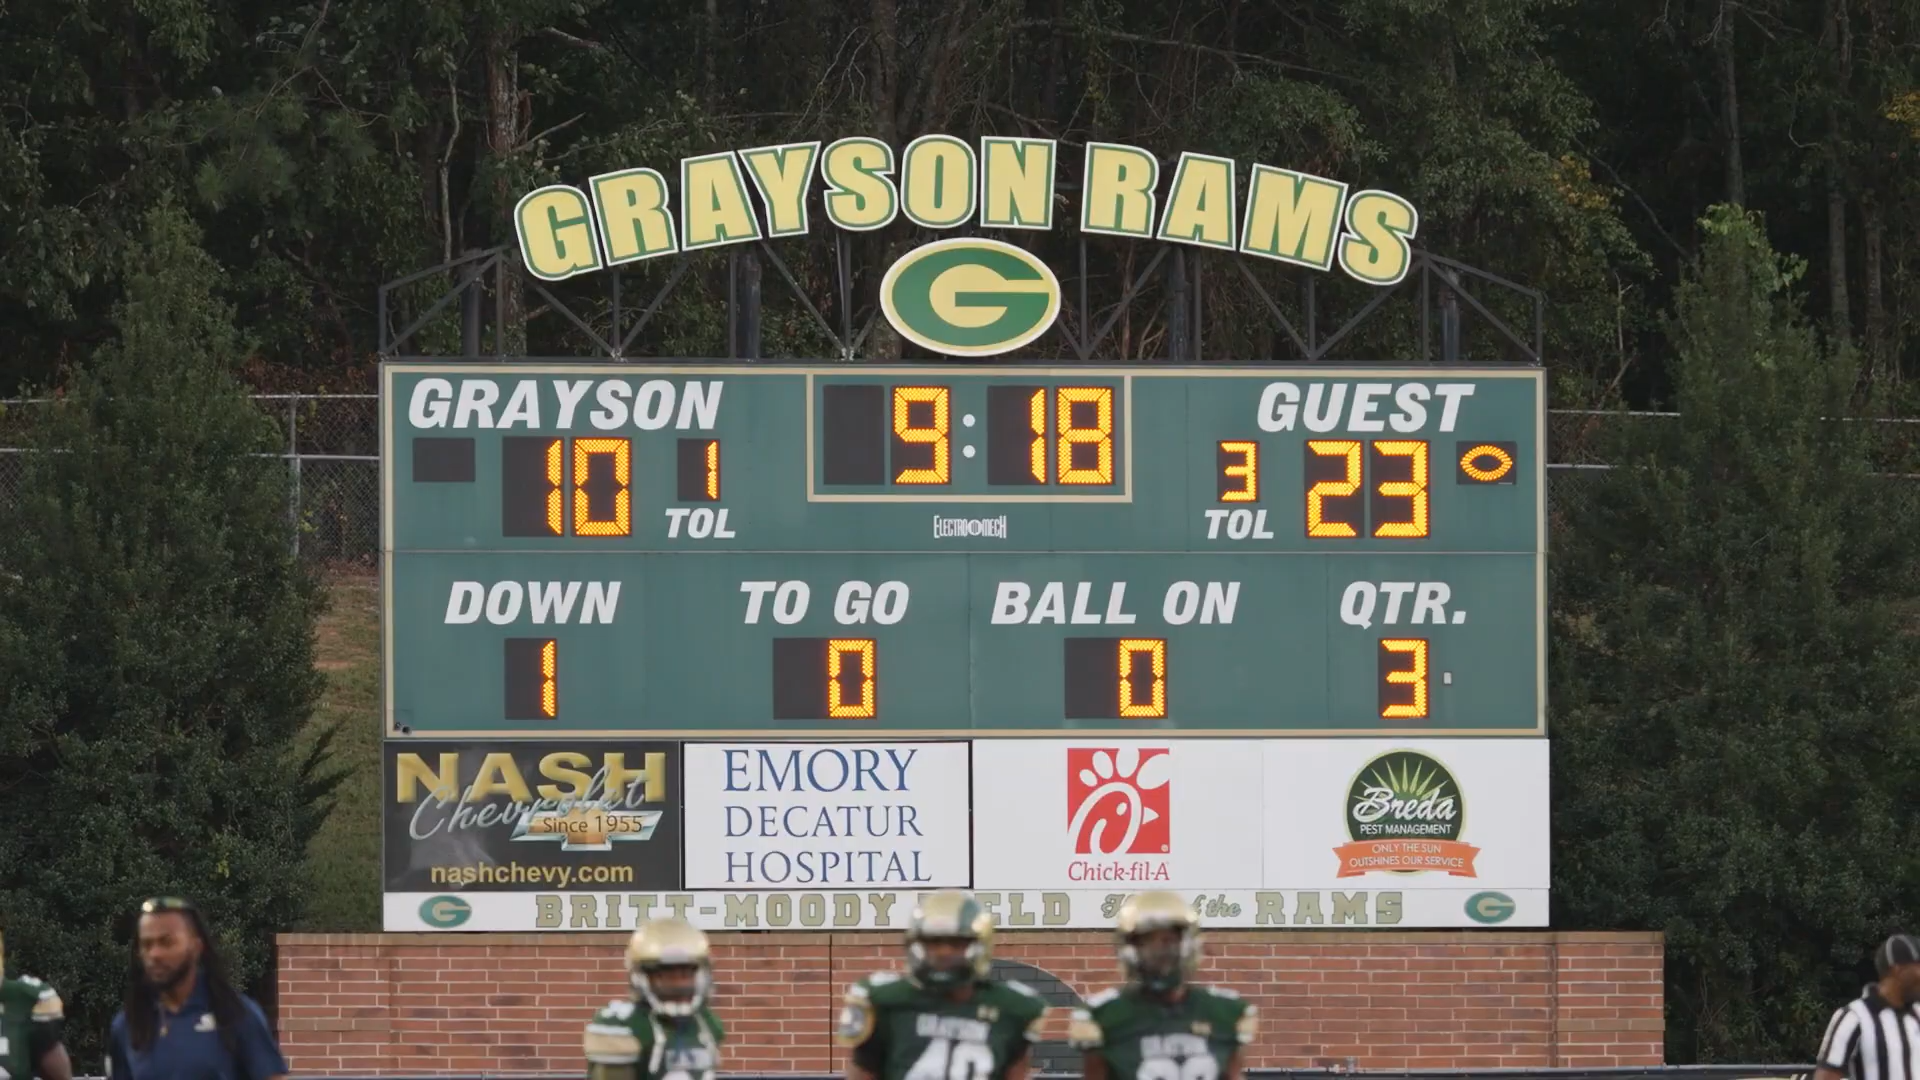 GRAYSON RAMS
G
GRAYSON 9:18 GUEST
10 1 3 23
TOL TOL
ELECTRO-MECH
DOWN TO GO BALL ON QTR.
1 0 0 3
NASH
Chevrolet
Since 1955
nashchevy.com
EMORY
DECATUR
HOSPITAL
Chick-fil-A
Breda
PEST MANAGEMENT
ONLY THE SUN
OUTSHINES OUR SERVICE
G BRITT-MOODY the RAMS G
GRAYSON